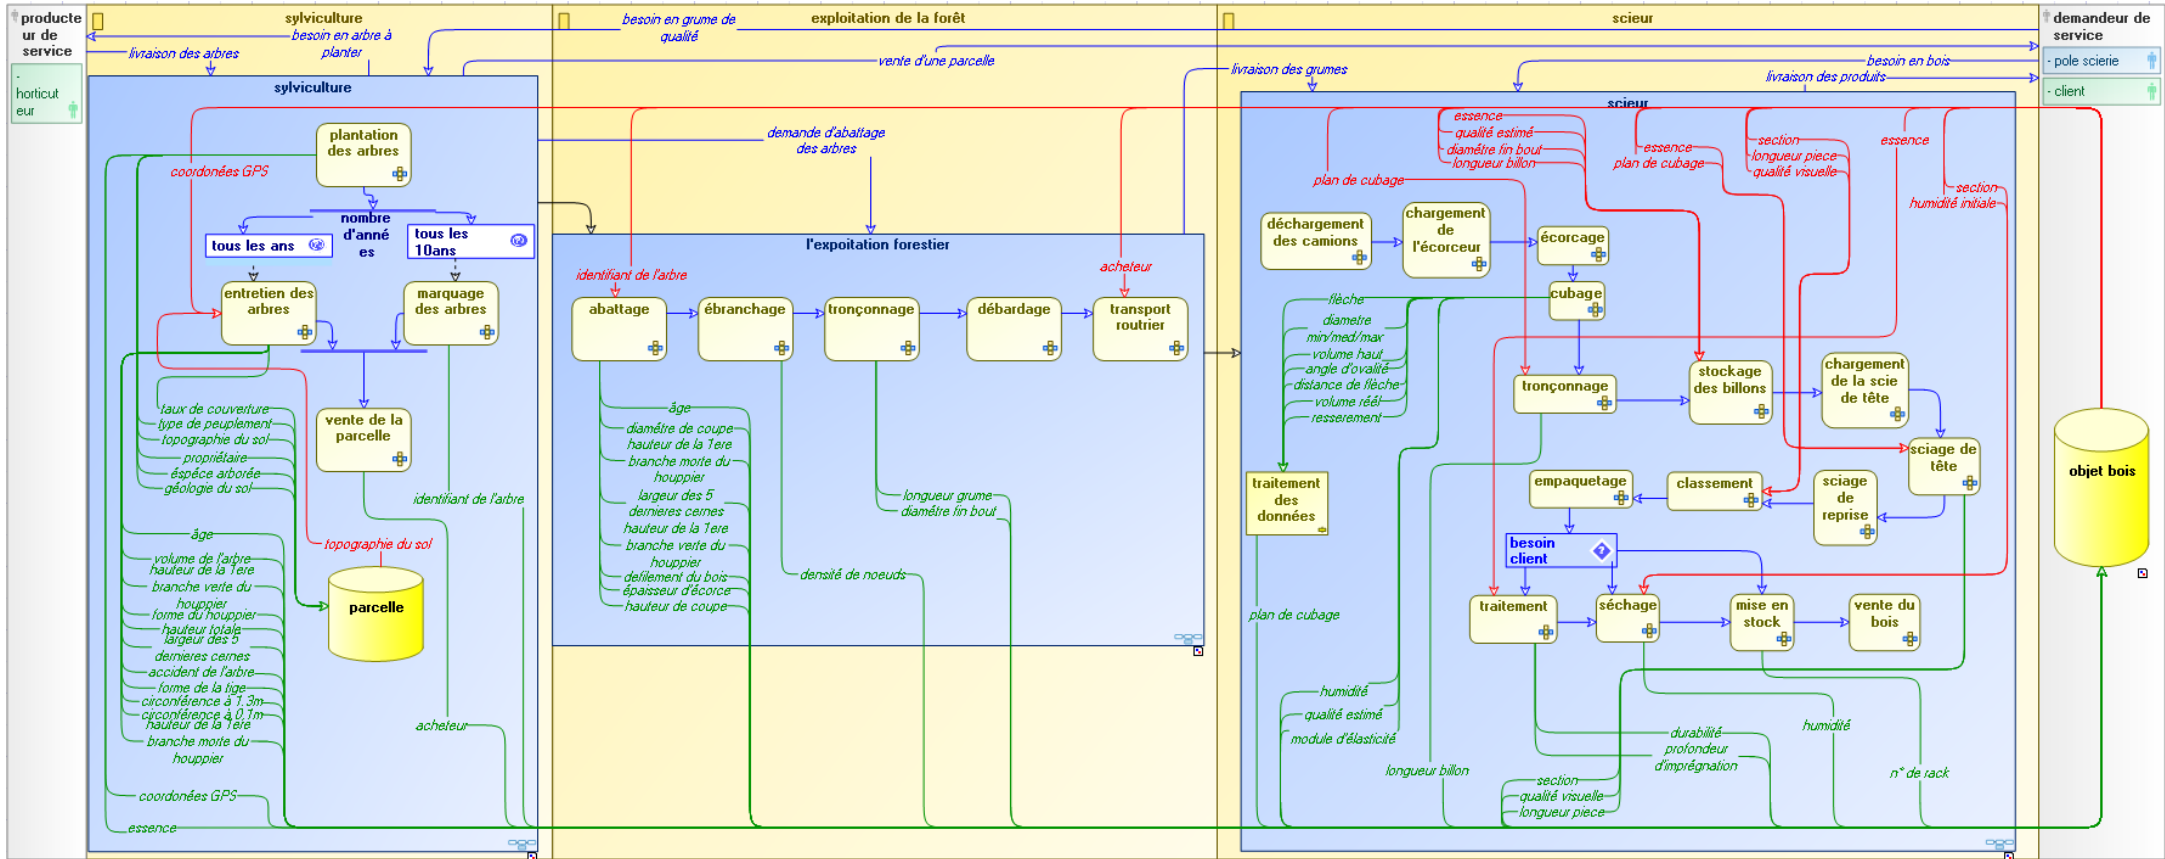 producte
ur de
service
-
horticut
eur
sylviculture
besoin en arbre à
planter
livraison des arbres
exploitation de la forêt
besoin en grume de
qualité
vente d'une parcelle
scieur
livraison des grumes
besoin en bois
livraison des produits
demandeur de
service
- pole scierie
- client
sylviculture
plantation
des arbres
coordonées GPS
nombre
d'anné
es
tous les ans
tous les
10ans
entretien des
arbres
marquage
des arbres
vente de la
parcelle
taux de couverture
type de peuplement
topographie du sol
propriétaire
éspéce arborée
géologie du sol
identifiant de l'arbre
topographie du sol
parcelle
âge
volume de l'arbre
hauteur de la 1ere
branche verte du
houppier
forme du houppier
hauteur totale
largeur des 5
dernieres cernes
accident de l'arbre
forme de la tige
circonférence à 1.3m
circonférence à 0.1m
hauteur de la 1ere
branche morte du
houppier
acheteur
coordonées GPS
essence
demande d'abattage
des arbres
l'expoitation forestier
identifiant de l'arbre
acheteur
abattage
ébranchage
tronçonnage
débardage
transport
routrier
âge
diamétre de coupe
hauteur de la 1ere
branche morte du
houppier
largeur des 5
dernieres cernes
hauteur de la 1ere
branche verte du
houppier
defilement du bois
épaisseur d'écorce
hauteur de coupe
longueur grume
diamétre fin bout
densité de noeuds
scieur
essence
qualité estimé
diamétre fin bout
longueur billon
plan de cubage
essence
plan de cubage
section
longueur piece
qualité visuelle
essence
section
humidité initiale
déchargement
des camions
chargement
de
l'écorceur
écorcage
cubage
flèche
diametre
min/med/max
volume haut
angle d'ovalité
distance de flèche
volume réél
resserement
tronçonnage
stockage
des billons
chargement
de la scie
de tête
sciage de
tête
sciage
de
reprise
classement
empaquetage
traitement
des
données
besoin
client
traitement
séchage
mise en
stock
vente du
bois
plan de cubage
humidité
qualité estimé
module d'élasticité
longueur billon
durabilité
profondeur
d'imprégnation
humidité
n° de rack
section
qualité visuelle
longueur piece
objet bois